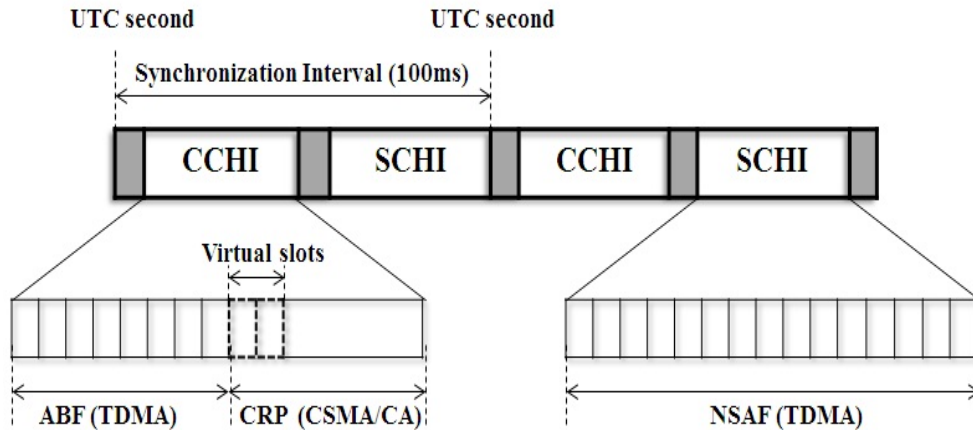 UTC second UTC second
Synchronization Interval (100ms)
CCHI SCHI CCHI SCHI
Virtual slots
ABF (TDMA) CRP (CSMA/CA) NSAF (TDMA)